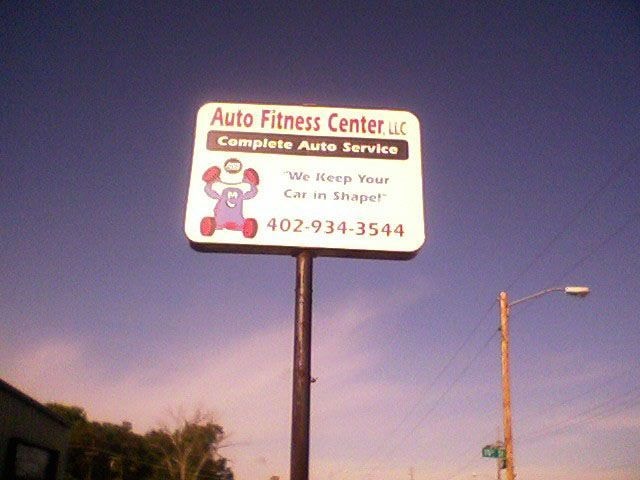 Auto Fitness Center, LLC
Complete Auto Service
"We Keep Your
Car in Shape!"
402-934-3544